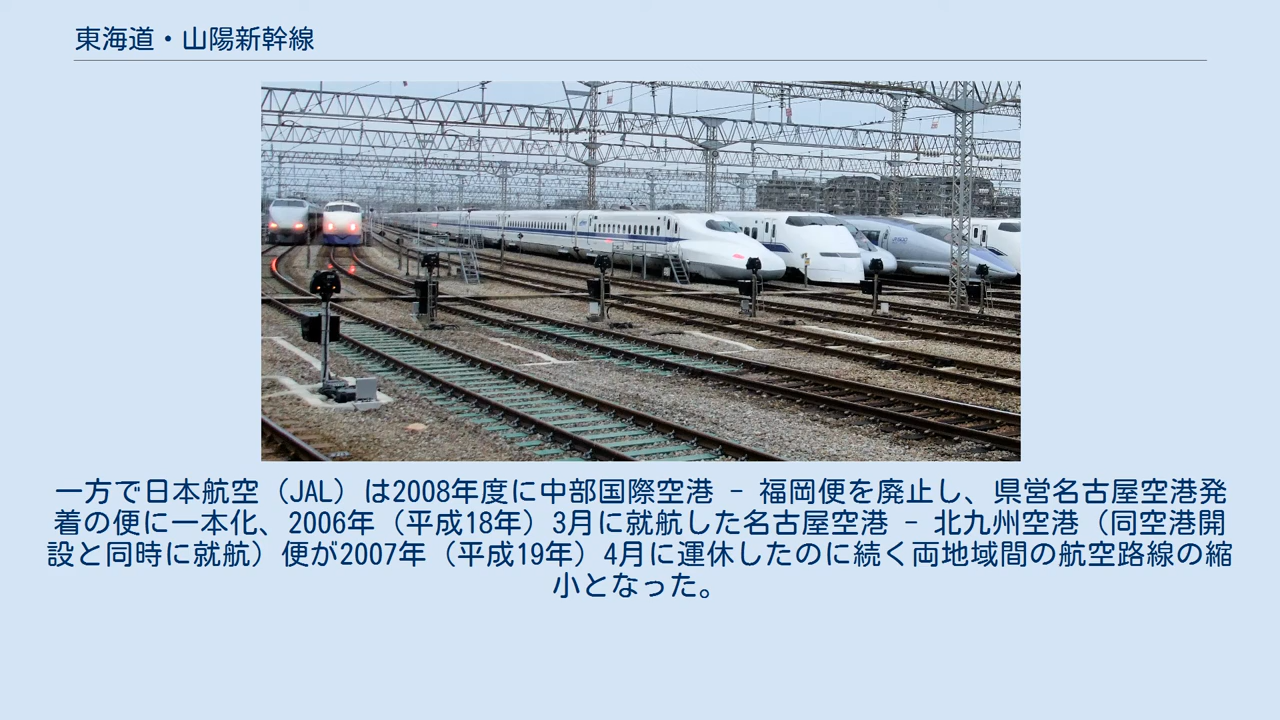 東海道・山陽新幹線
一方で日本航空（JAL）は2008年度に中部国際空港 － 福岡便を廃止し、県営名古屋空港発
着の便に一本化、2006年（平成18年）3月に就航した名古屋空港 － 北九州空港（同空港開
設と同時に就航）便が2007年（平成19年）4月に運休したのに続く両地域間の航空路線の縮
小となった。